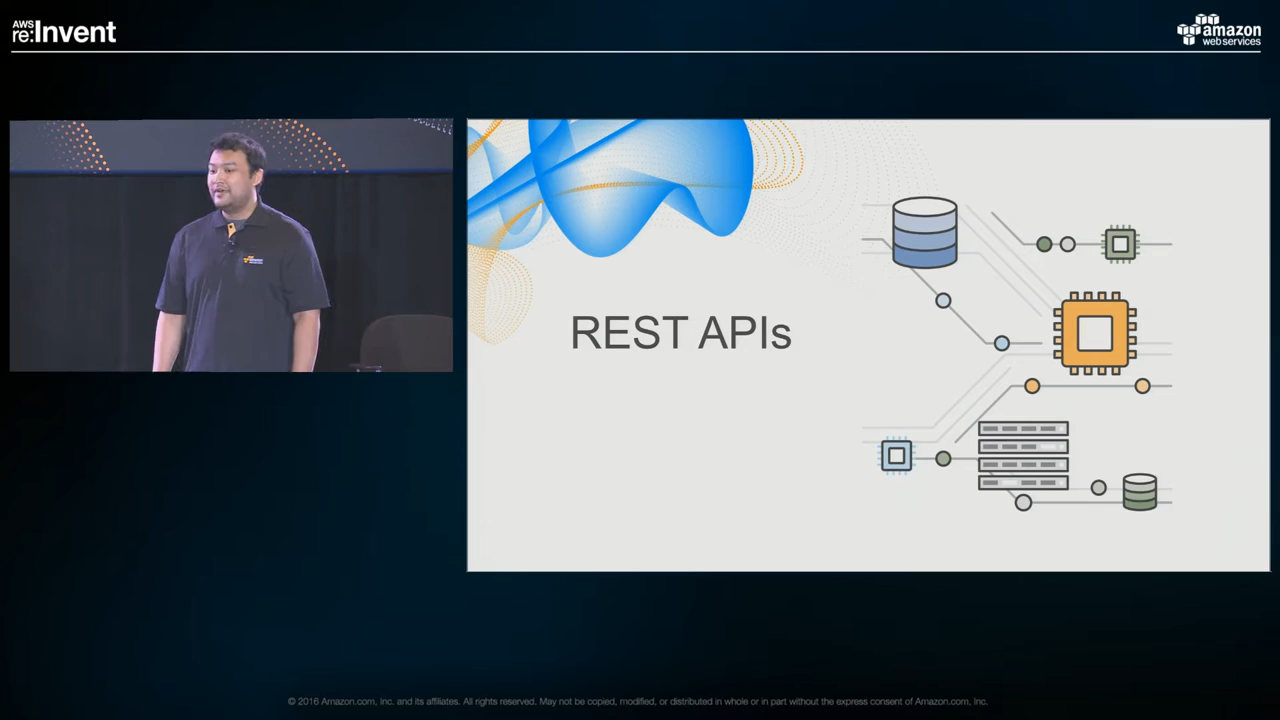 AWS
re:Invent
amazon
web services
REST APIs
© 2016 Amazon.com, Inc. and its affiliates. All rights reserved. May not be copied, modified, or distributed in whole or in part without the express consent of Amazon.com, Inc.